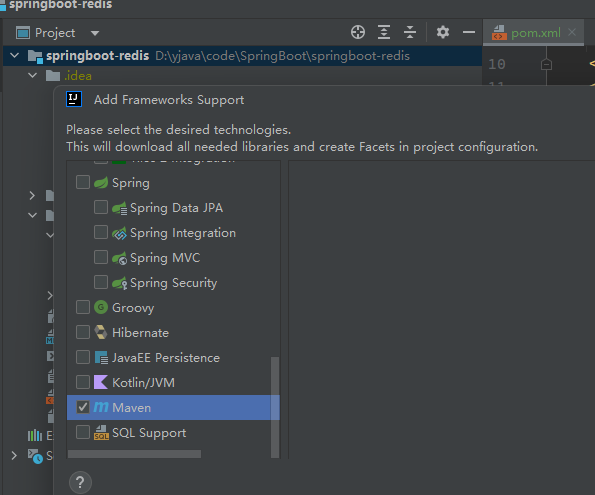 springboot-redis
Project
pom.xml
springboot-redis D:\yjava\code\SpringBoot\springboot-redis
10
.idea
11
Add Frameworks Support
Please select the desired technologies.
This will download all needed libraries and create Facets in project configuration.
Spring
Spring Data JPA
Spring Integration
Spring MVC
Spring Security
Groovy
Hibernate
JavaEE Persistence
Kotlin/JVM
Maven
SQL Support
E
S
?